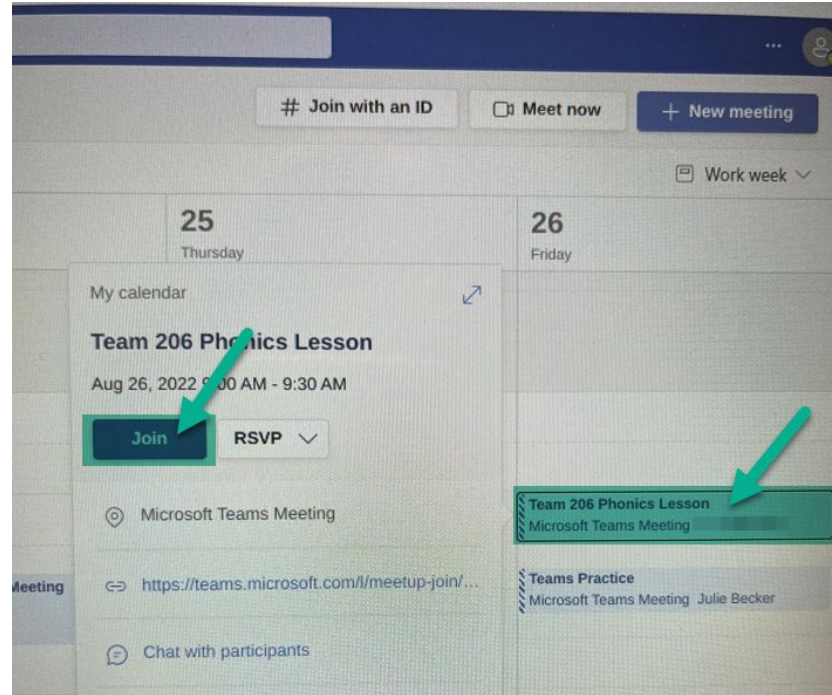 ...
# Join with an ID
Meet now
+ New meeting
Work week
25
Thursday
26
Friday
My calendar
Team 206 Phonics Lesson
Aug 26, 2022 9:00 AM - 9:30 AM
Join
RSVP
Microsoft Teams Meeting
https://teams.microsoft.com/l/meetup-join/...
Chat with participants
Meeting
Team 206 Phonics Lesson
Microsoft Teams Meeting
Teams Practice
Microsoft Teams Meeting Julie Becker